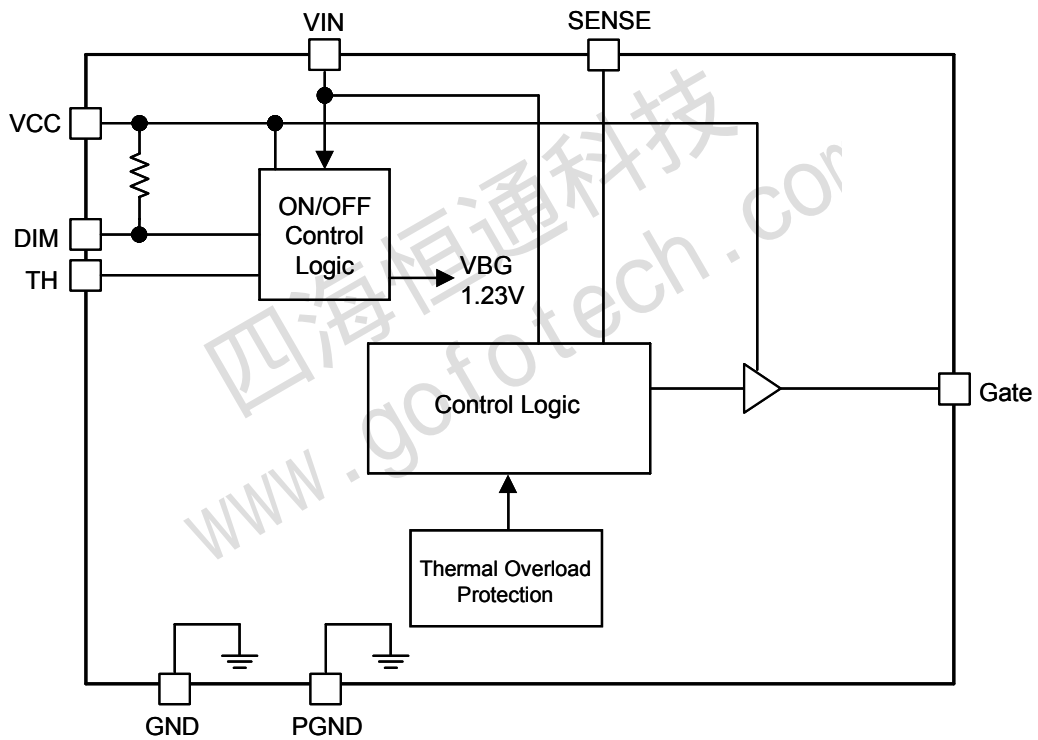 VIN
SENSE
VCC
DIM
TH
ON/OFF
Control
Logic
VBG
1.23V
Control Logic
Gate
Thermal Overload
Protection
GND
PGND
四海恒通科技
www.gofotech.com